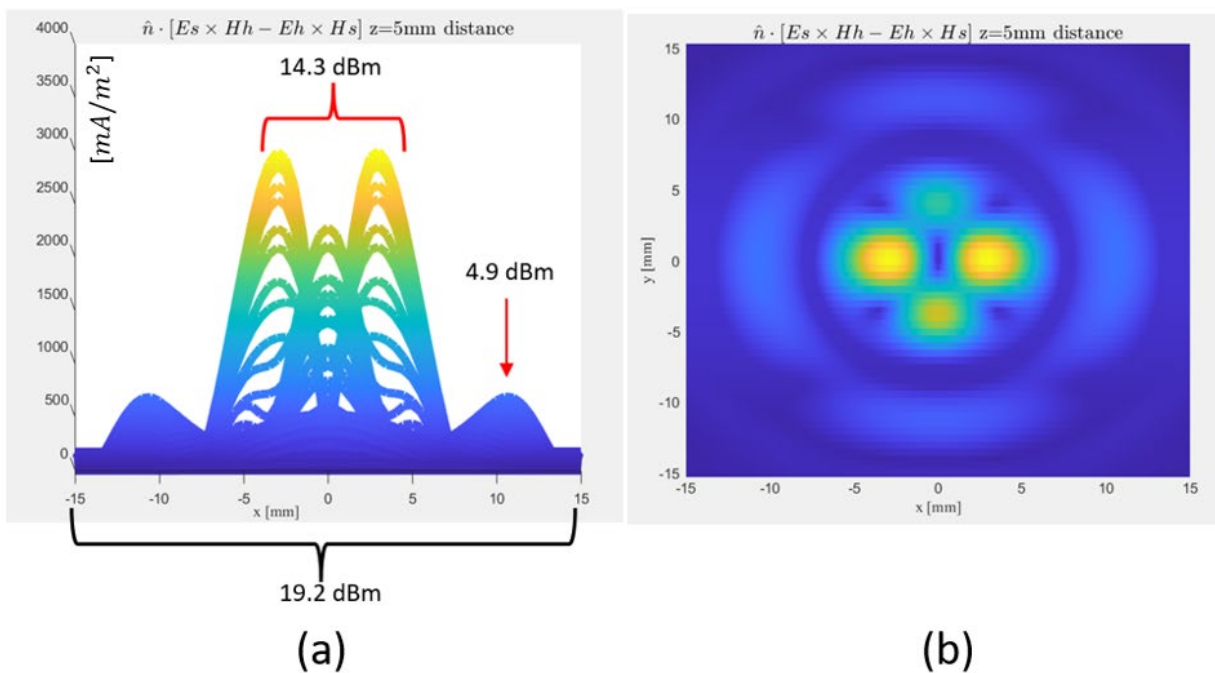 n̂ · [Es × Hh − Eh × Hs] z=5mm distance
14.3 dBm
[mA/m²]
4000
3500
3000
2500
2000
1500
1000
500
0
4.9 dBm
-15
-10
-5
0
5
10
15
x [mm]
19.2 dBm
(a)
n̂ · [Es × Hh − Eh × Hs] z=5mm distance
15
10
5
0
-5
-10
-15
y [mm]
-15
-10
-5
0
5
10
15
x [mm]
(b)